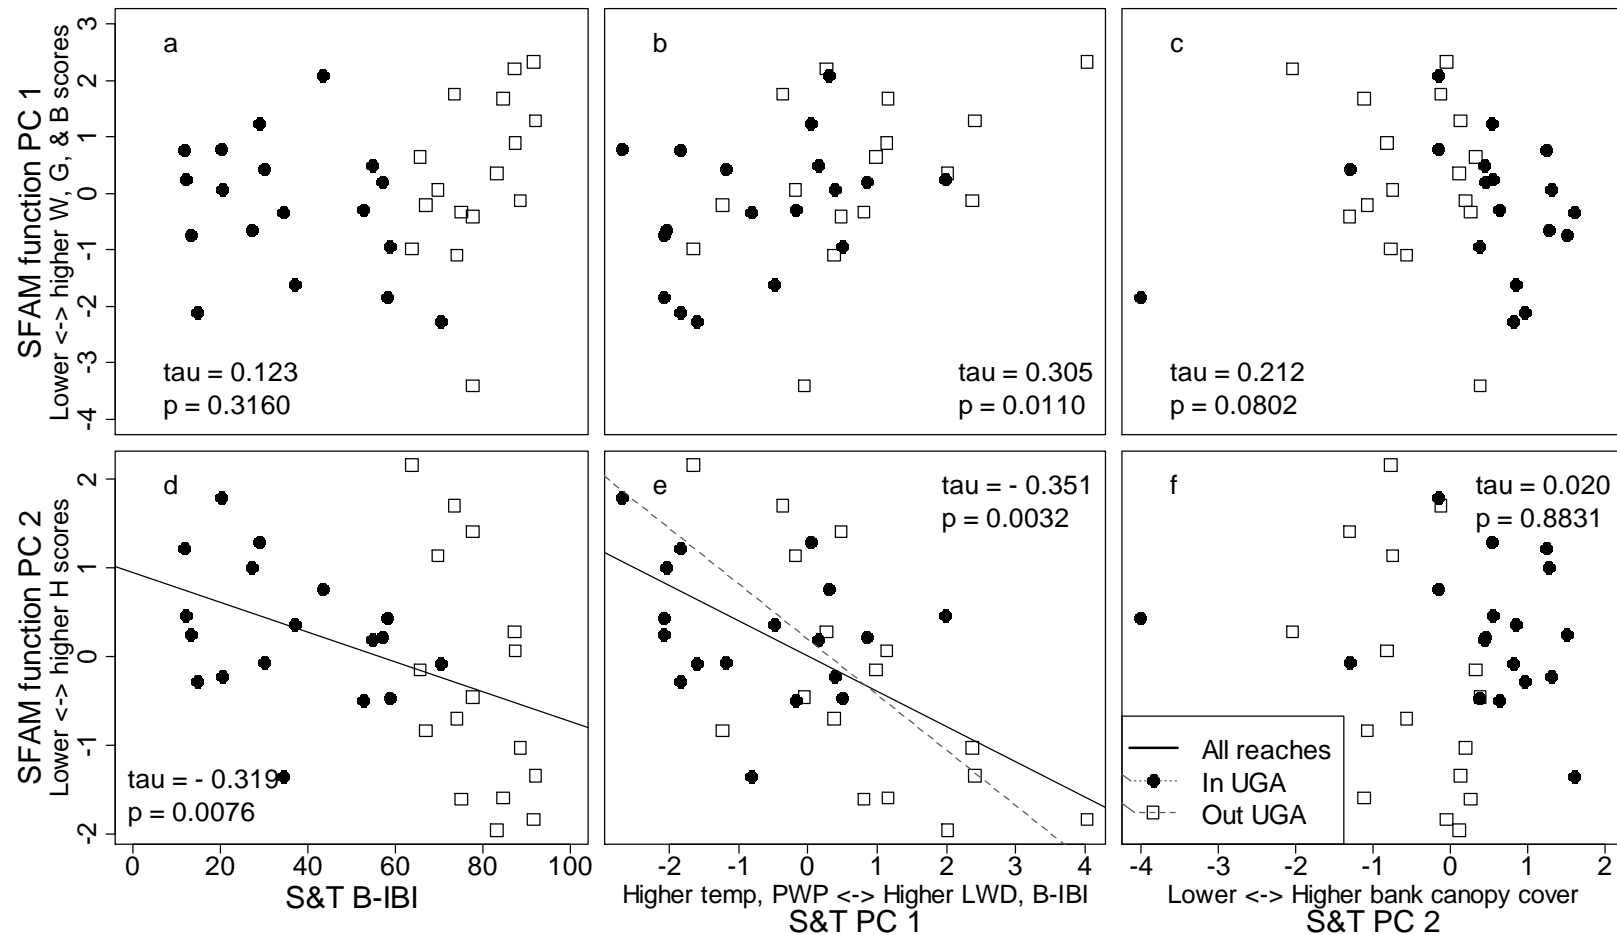 SFAM function PC 1
Lower <-> higher W, G, & B scores
3
2
1
0
-1
-2
-3
-4
a
tau = 0.123
p = 0.3160
b
tau = 0.305
p = 0.0110
c
tau = 0.212
p = 0.0802
SFAM function PC 2
Lower <-> higher H scores
2
1
0
-1
-2
d
tau = - 0.319
p = 0.0076
e
tau = - 0.351
p = 0.0032
f
tau = 0.020
p = 0.8831
All reaches
In UGA
Out UGA
0 20 40 60 80 100
S&T B-IBI
-2 -1 0 1 2 3 4
Higher temp, PWP <-> Higher LWD, B-IBI
S&T PC 1
-4 -3 -2 -1 0 1 2
Lower <-> Higher bank canopy cover
S&T PC 2